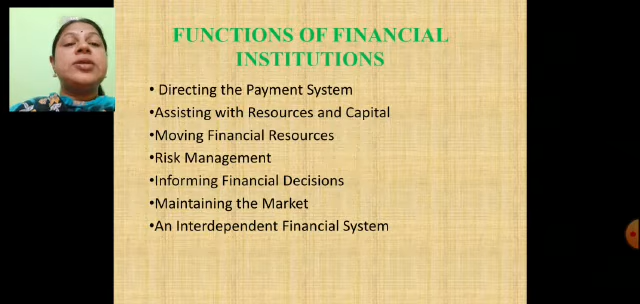 FUNCTIONS OF FINANCIAL
INSTITUTIONS
• Directing the Payment System
•Assisting with Resources and Capital
•Moving Financial Resources
•Risk Management
•Informing Financial Decisions
•Maintaining the Market
•An Interdependent Financial System